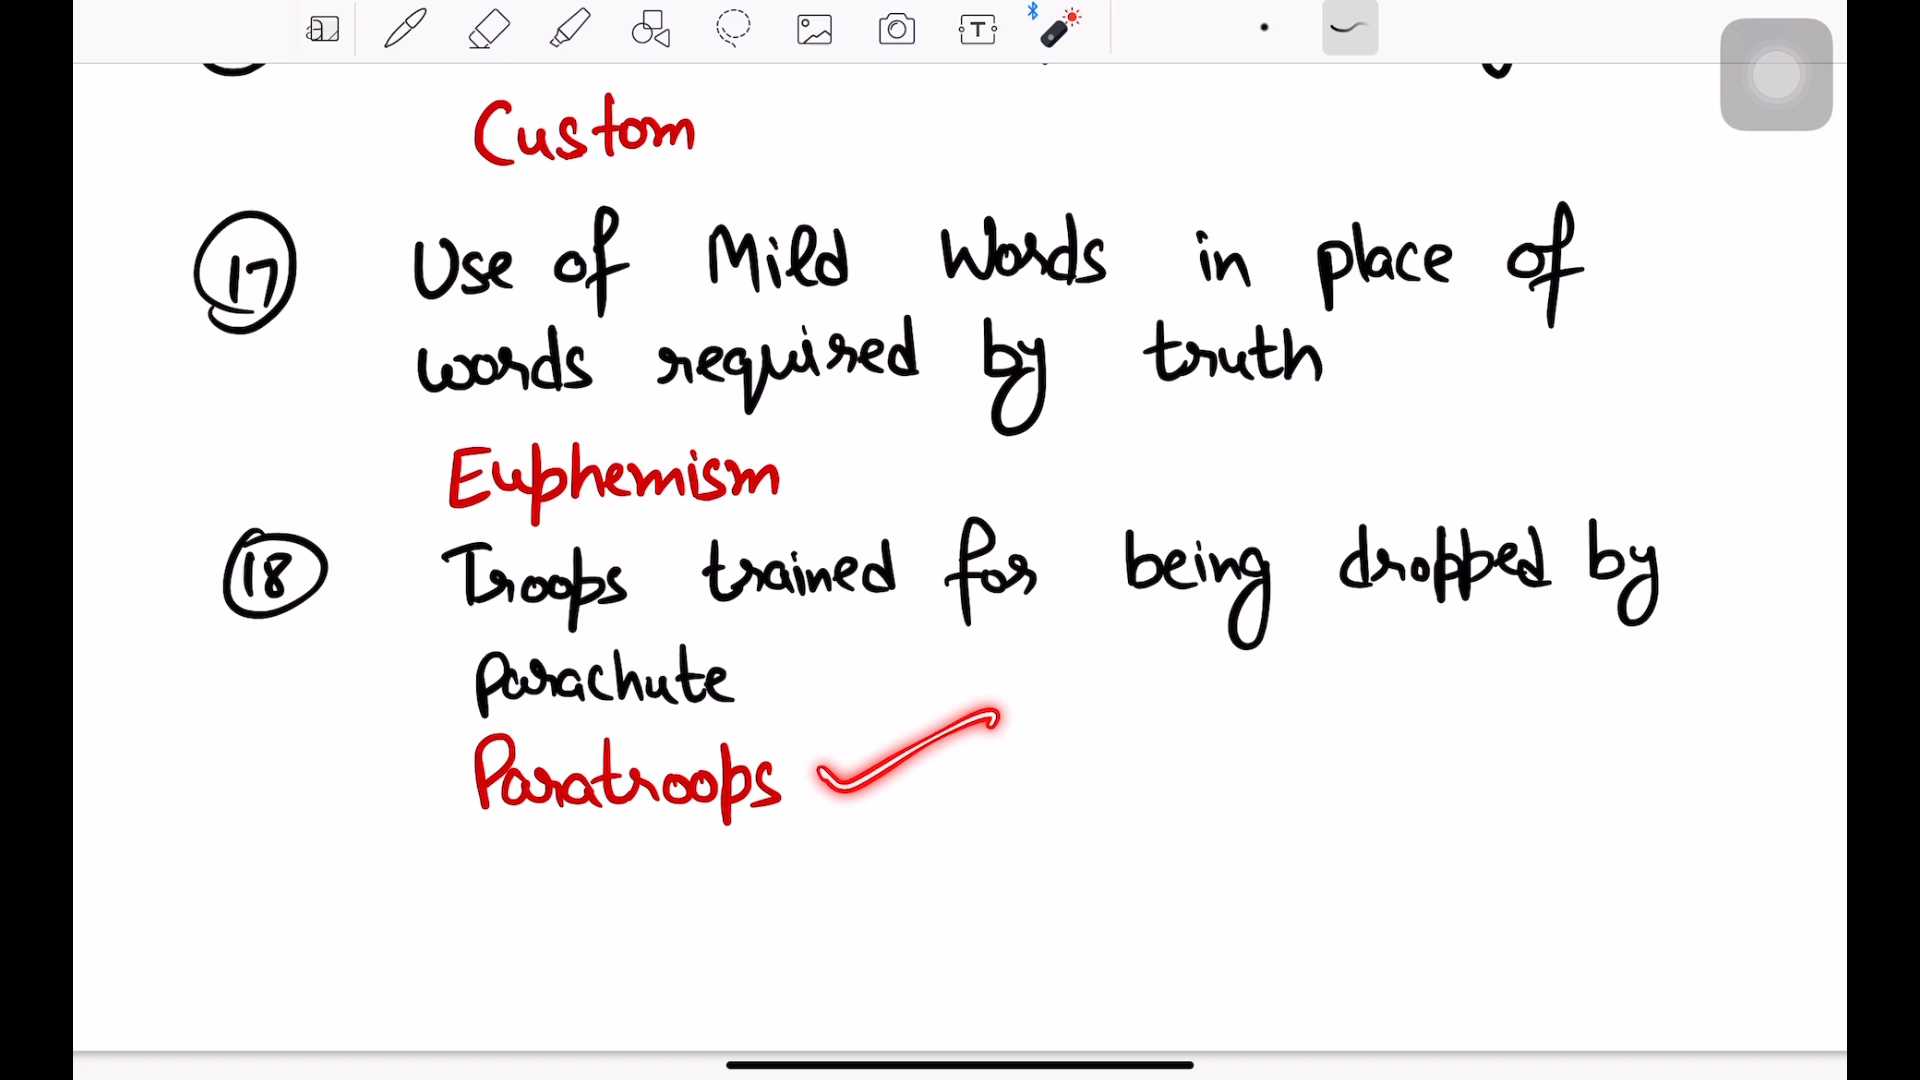 Custom
17 Use of Mild Words in place of
words required by truth
Euphemism
18 Troops trained for being dropped by
parachute
Paratroops